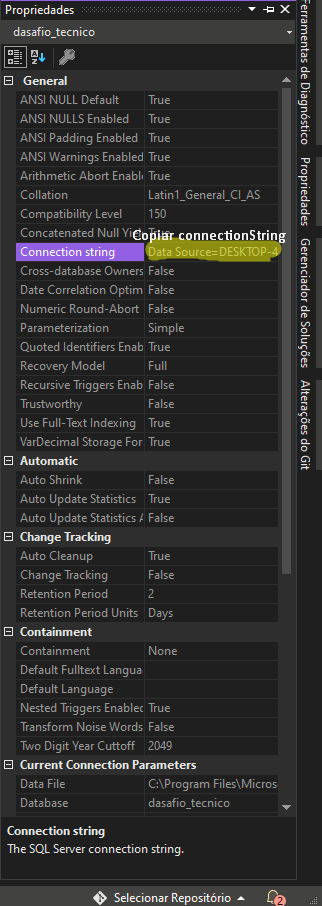 Propriedades
dasafio_tecnico
General
ANSI NULL Default True
ANSI NULLS Enabled True
ANSI Padding Enabled True
ANSI Warnings Enabled True
Arithmetic Abort Enable True
Collation Latin1_General_CI_AS
Compatibility Level 150
Concatenated Null Yiel
Copiar connectionString
Connection string Data Source=DESKTOP-4
Cross-database Owners False
Date Correlation Optim False
Numeric Round-Abort False
Parameterization Simple
Quoted Identifiers Enab True
Recovery Model Full
Recursive Triggers Enab False
Trustworthy False
Use Full-Text Indexing True
VarDecimal Storage For True
Automatic
Auto Shrink False
Auto Update Statistics True
Auto Update Statistics A False
Change Tracking
Auto Cleanup True
Change Tracking False
Retention Period 2
Retention Period Units Days
Containment
Containment None
Default Fulltext Langua
Default Language
Nested Triggers Enabled True
Transform Noise Words False
Two Digit Year Cuttoff 2049
Current Connection Parameters
Data File C:\Program Files\Micros
Database dasafio_tecnico
Connection string
The SQL Server connection string.
Selecionar Repositório 2
Ferramentas de Diagnóstico
Propriedades
Gerenciador de Soluções
Alterações do Git